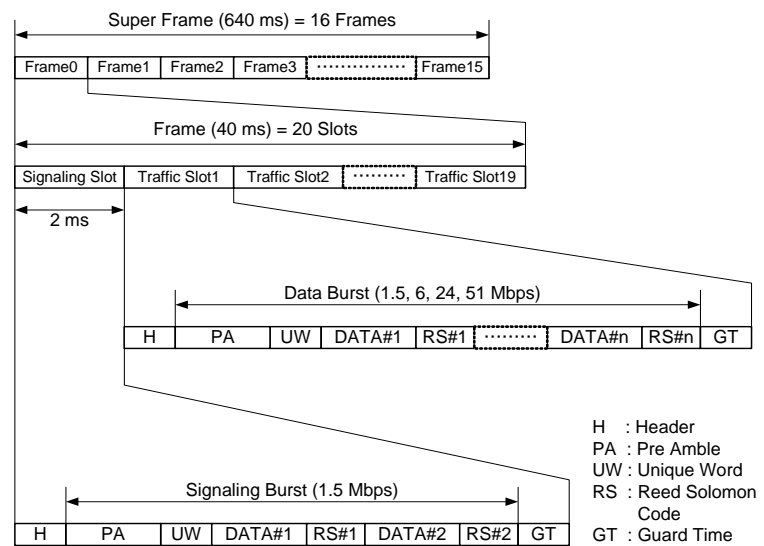 Super Frame (640 ms) = 16 Frames
Frame0 Frame1 Frame2 Frame3 ················ Frame15
Frame (40 ms) = 20 Slots
Signaling Slot Traffic Slot1 Traffic Slot2 ········· Traffic Slot19
2 ms
Data Burst (1.5, 6, 24, 51 Mbps)
H PA UW DATA#1 RS#1 ········· DATA#n RS#n GT
H : Header
PA : Pre Amble
UW : Unique Word
RS : Reed Solomon
Code
GT : Guard Time
Signaling Burst (1.5 Mbps)
H PA UW DATA#1 RS#1 DATA#2 RS#2 GT